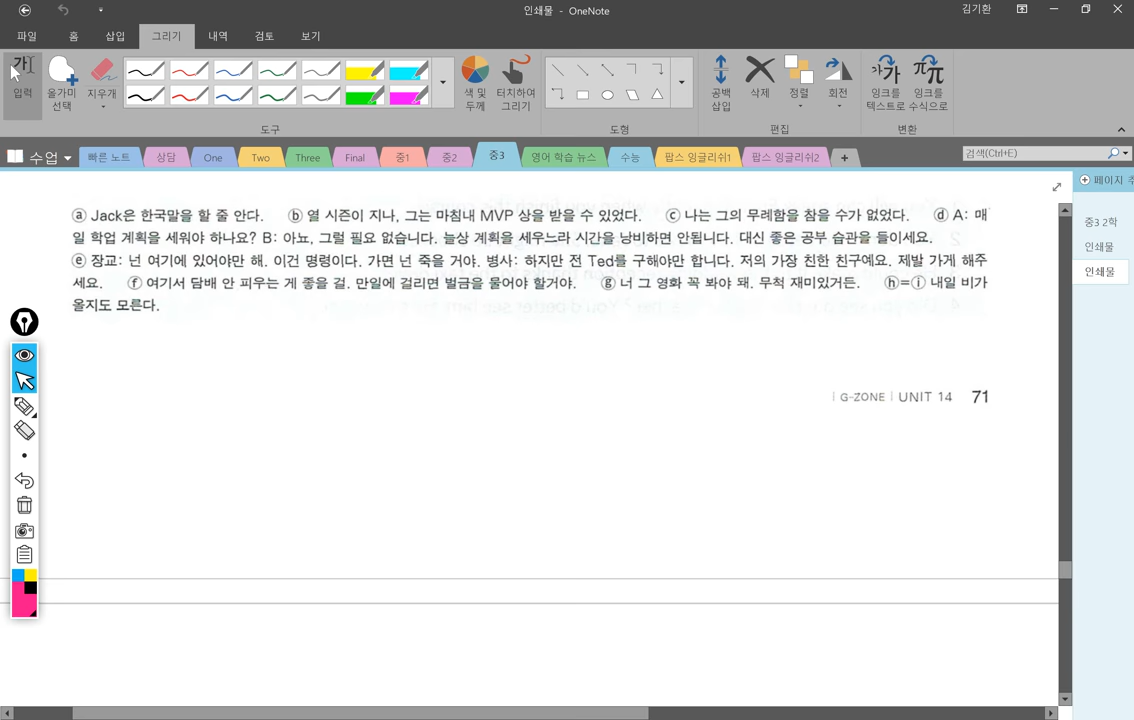 인쇄물 - OneNote
김기환
파일 홈 삽입 그리기 내역 검토 보기
가
입력
올가미
선택
지우개
색 및
두께
터치하여
그리기
공백
삽입
삭제
정렬
회전
가가
잉크를
텍스트로
ππ
잉크를
수식으로
도구 도형 편집 변환
수업 빠른 노트 상담 One Two Three Final 중1 중2 중3 영어 학습 뉴스 수능 팝스 잉글리쉬1 팝스 잉글리쉬2 +
검색(Ctrl+E)
페이지
중3 2학
인쇄물
인쇄물
ⓐ Jack은 한국말을 할 줄 안다. ⓑ 열 시즌이 지나, 그는 마침내 MVP 상을 받을 수 있었다. ⓒ 나는 그의 무례함을 참을 수가 없었다. ⓓ A: 매
일 학업 계획을 세워야 하나요? B: 아뇨, 그럴 필요 없습니다. 늘상 계획을 세우느라 시간을 낭비하면 안됩니다. 대신 좋은 공부 습관을 들이세요.
ⓔ 장교: 넌 여기에 있어야만 해. 이건 명령이다. 가면 넌 죽을 거야. 병사: 하지만 전 Ted를 구해야만 합니다. 저의 가장 친한 친구예요. 제발 가게 해주
세요. ⓕ 여기서 담배 안 피우는 게 좋을 걸. 만일에 걸리면 벌금을 물어야 할거야. ⓖ 너 그 영화 꼭 봐야 돼. 무척 재미있거든. ⓗ=ⓘ 내일 비가
올지도 모른다.
G-ZONE | UNIT 14 71